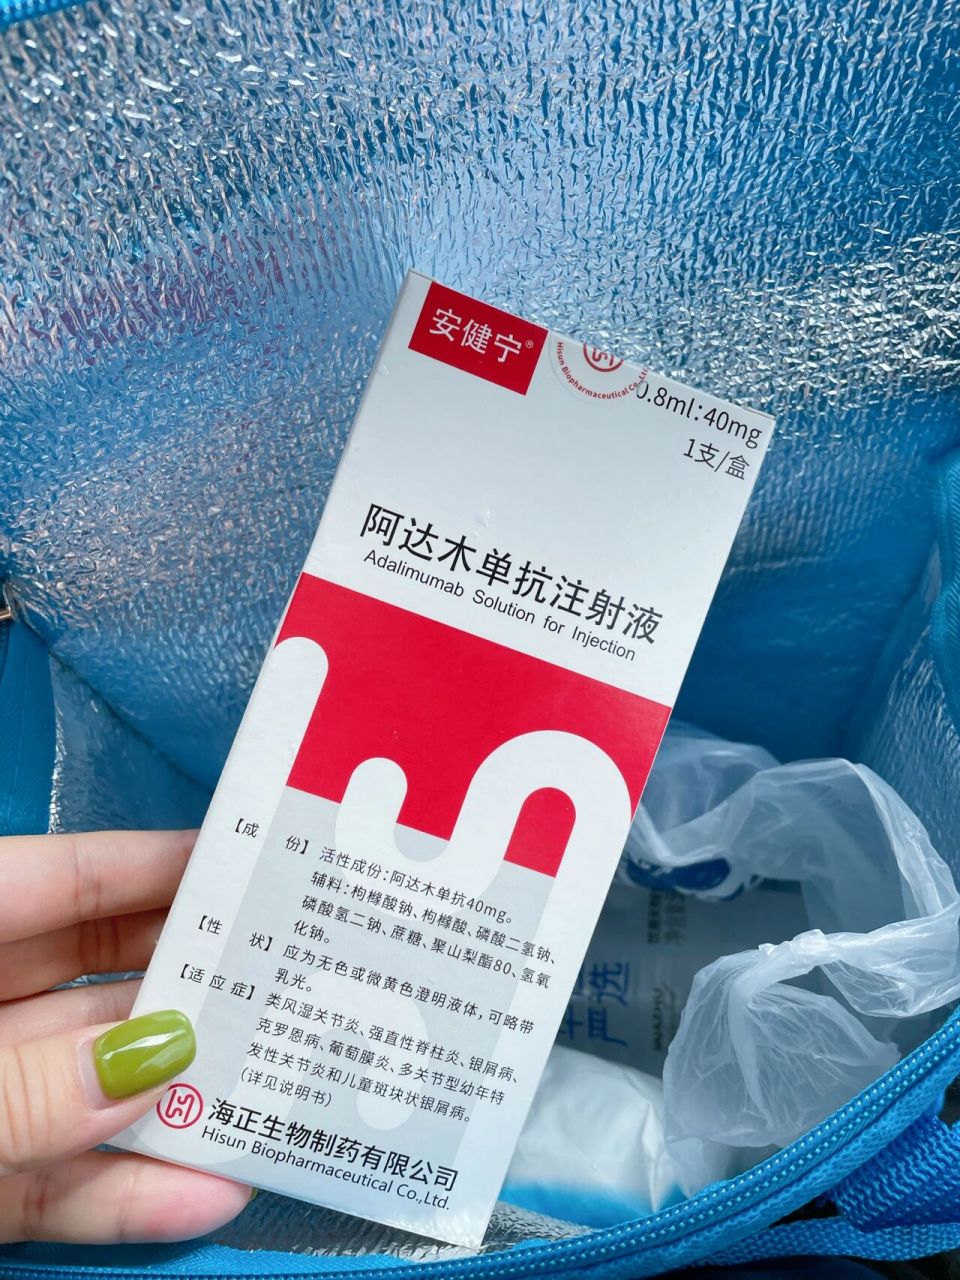 安健宁®
Hisun Biopharmaceutical Co.,Ltd
0.8ml:40mg
1支/盒
阿达木单抗注射液
Adalimumab Solution for Injection
【成 份】活性成份:阿达木单抗40mg。
辅料:枸橼酸钠、枸橼酸、磷酸二氢钠、
磷酸氢二钠、蔗糖、聚山梨酯80、氢氧
化钠。
【性 状】应为无色或微黄色澄明液体，可略带
乳光。
【适应症】类风湿关节炎、强直性脊柱炎、银屑病、
克罗恩病、葡萄膜炎、多关节型幼年特
发性关节炎和儿童斑块状银屑病。
(详见说明书)
海正生物制药有限公司
Hisun Biopharmaceutical Co.,Ltd.
严选